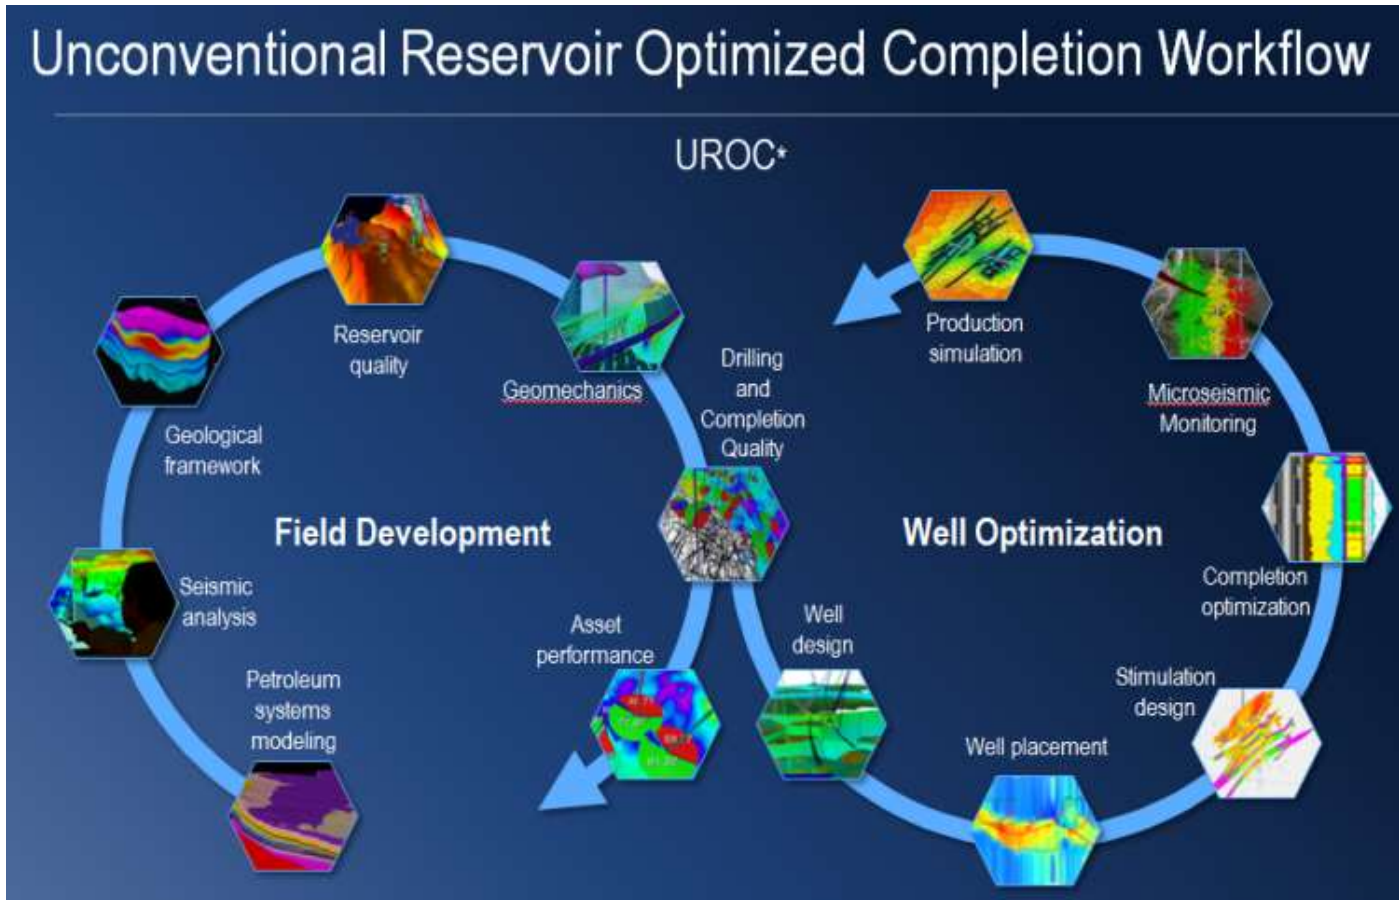 Unconventional Reservoir Optimized Completion Workflow
UROC*
Reservoir
quality
Geomechanics
Drilling
and
Completion
Quality
Geological
framework
Field Development
Seismic
analysis
Petroleum
systems
modeling
Asset
performance
Production
simulation
Microseismic
Monitoring
Well Optimization
Completion
optimization
Well
design
Stimulation
design
Well placement